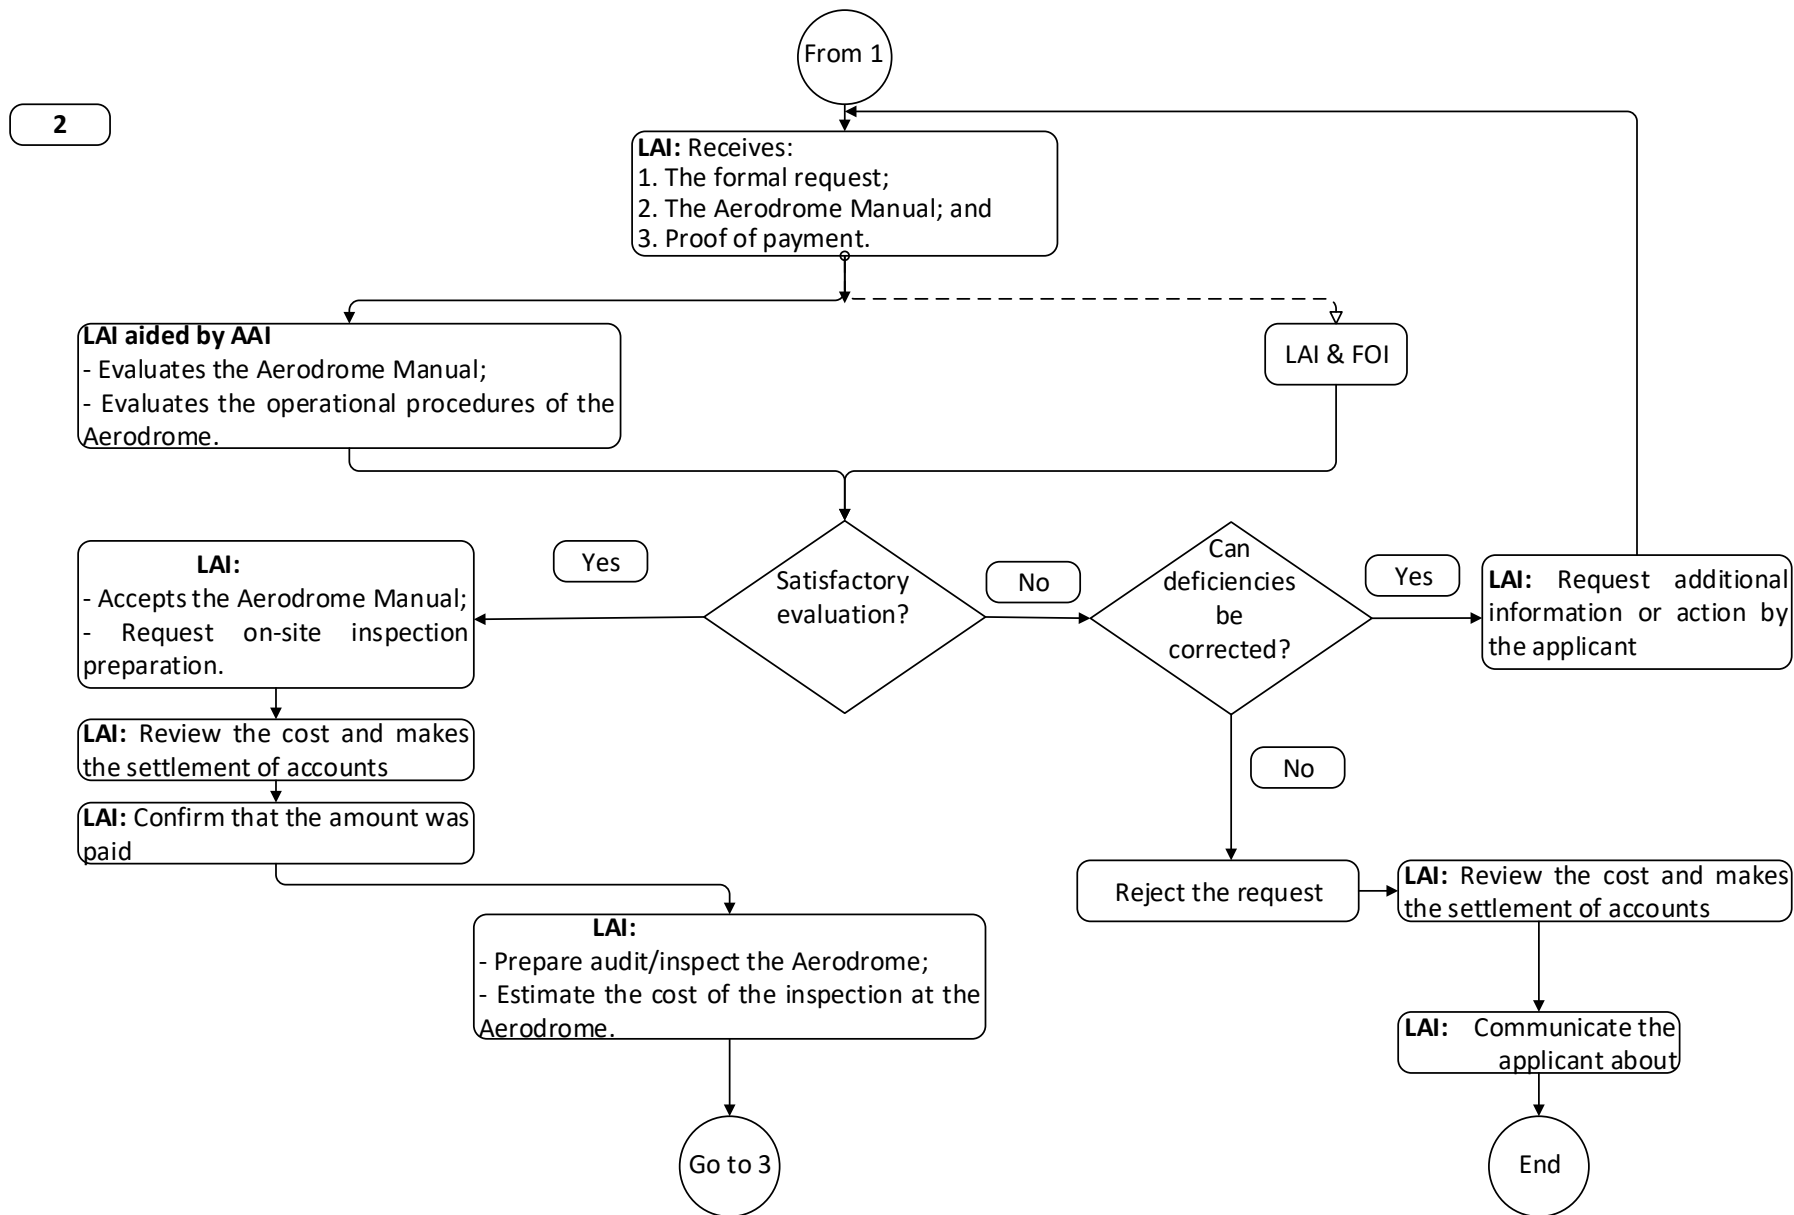 From 1
2
LAI: Receives:
1. The formal request;
2. The Aerodrome Manual; and
3. Proof of payment.
LAI aided by AAI
- Evaluates the Aerodrome Manual;
- Evaluates the operational procedures of the
Aerodrome.
LAI & FOI
LAI:
- Accepts the Aerodrome Manual;
- Request on-site inspection
preparation.
Yes
Satisfactory
evaluation?
No
Can
deficiencies
be
corrected?
Yes
LAI: Request additional
information or action by
the applicant
LAI: Review the cost and makes
the settlement of accounts
No
LAI: Confirm that the amount was
paid
Reject the request
LAI: Review the cost and makes
the settlement of accounts
LAI:
- Prepare audit/inspect the Aerodrome;
- Estimate the cost of the inspection at the
Aerodrome.
LAI: Communicate the
applicant about
Go to 3
End